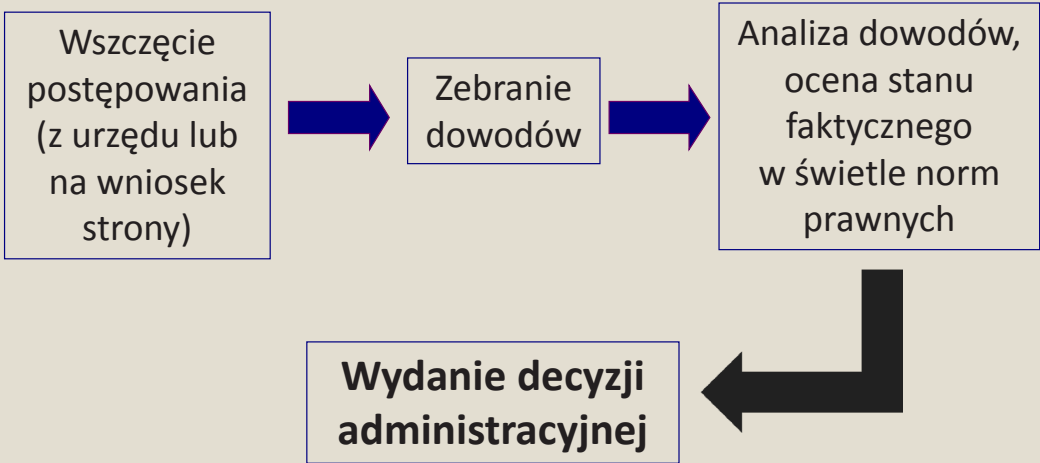 Wszczęcie
postępowania
(z urzędu lub
na wniosek
strony)
Zebranie
dowodów
Analiza dowodów,
ocena stanu
faktycznego
w świetle norm
prawnych
Wydanie decyzji
administracyjnej